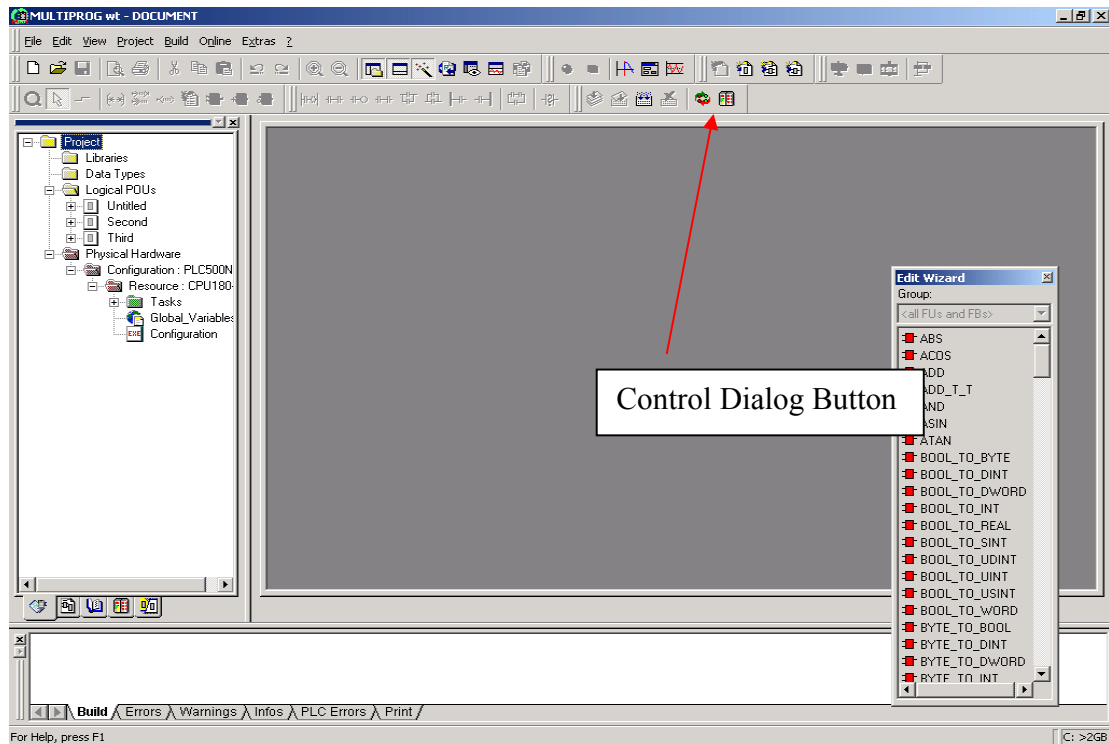 MULTIPROG wt - DOCUMENT
File Edit View Project Build Online Extras ?
Project
Libraries
Data Types
Logical POUs
Untitled
Second
Third
Physical Hardware
Configuration : PLC500N
Resource : CPU180-
Tasks
Global_Variable
EXE Configuration
Control Dialog Button
Edit Wizard
Group:
<all FUs and FBs>
ABS
ACOS
ADD
ADD_T_T
AND
ASIN
ATAN
BOOL_TO_BYTE
BOOL_TO_DINT
BOOL_TO_DWORD
BOOL_TO_INT
BOOL_TO_REAL
BOOL_TO_SINT
BOOL_TO_UDINT
BOOL_TO_UINT
BOOL_TO_USINT
BOOL_TO_WORD
BYTE_TO_BOOL
BYTE_TO_DINT
BYTE_TO_DWORD
BYTE_TO_INT
Build Errors Warnings Infos PLC Errors Print
For Help, press F1
C: >2GB